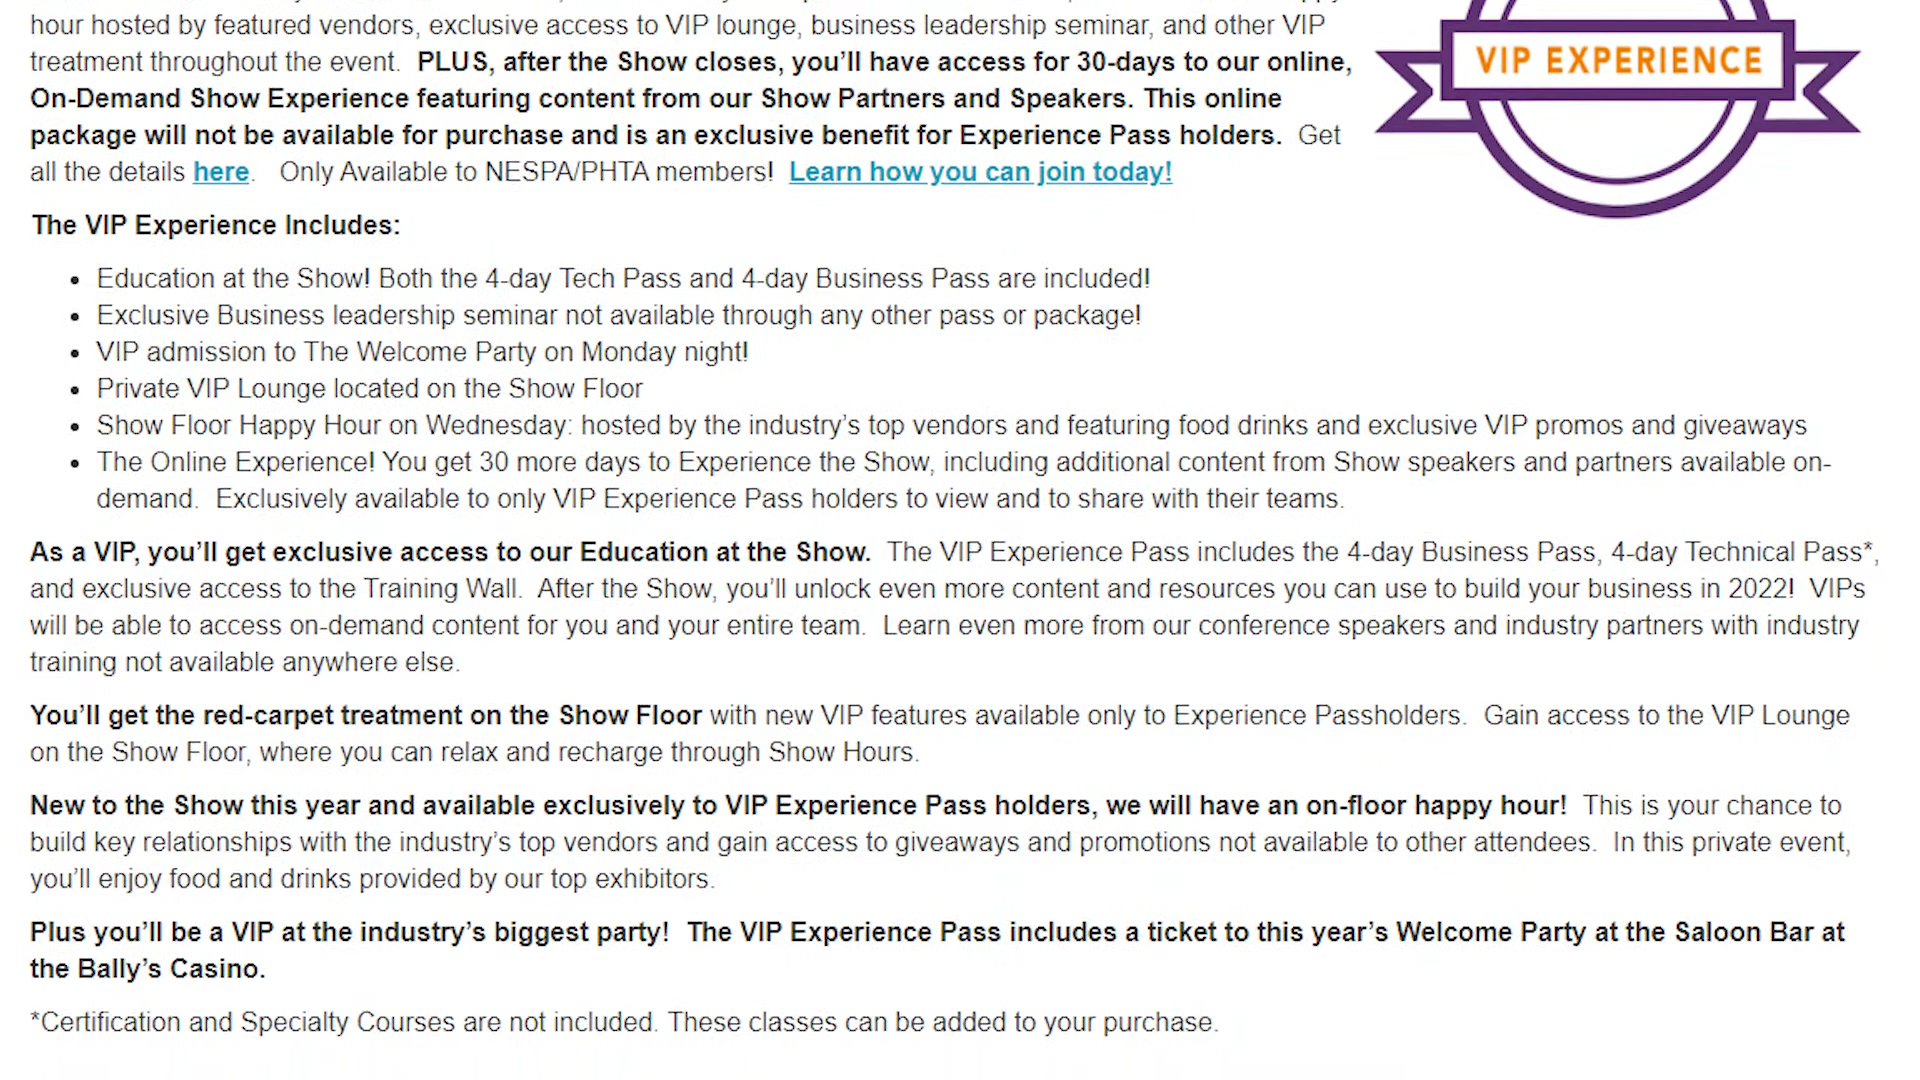 hour hosted by featured vendors, exclusive access to VIP lounge, business leadership seminar, and other VIP
treatment throughout the event. PLUS, after the Show closes, you’ll have access for 30-days to our online,
On-Demand Show Experience featuring content from our Show Partners and Speakers. This online
package will not be available for purchase and is an exclusive benefit for Experience Pass holders. Get
all the details here. Only Available to NESPA/PHTA members! Learn how you can join today!
VIP EXPERIENCE
The VIP Experience Includes:
• Education at the Show! Both the 4-day Tech Pass and 4-day Business Pass are included!
• Exclusive Business leadership seminar not available through any other pass or package!
• VIP admission to The Welcome Party on Monday night!
• Private VIP Lounge located on the Show Floor
• Show Floor Happy Hour on Wednesday: hosted by the industry’s top vendors and featuring food drinks and exclusive VIP promos and giveaways
• The Online Experience! You get 30 more days to Experience the Show, including additional content from Show speakers and partners available on-
demand. Exclusively available to only VIP Experience Pass holders to view and to share with their teams.
As a VIP, you’ll get exclusive access to our Education at the Show. The VIP Experience Pass includes the 4-day Business Pass, 4-day Technical Pass*,
and exclusive access to the Training Wall. After the Show, you’ll unlock even more content and resources you can use to build your business in 2022! VIPs
will be able to access on-demand content for you and your entire team. Learn even more from our conference speakers and industry partners with industry
training not available anywhere else.
You’ll get the red-carpet treatment on the Show Floor with new VIP features available only to Experience Passholders. Gain access to the VIP Lounge
on the Show Floor, where you can relax and recharge through Show Hours.
New to the Show this year and available exclusively to VIP Experience Pass holders, we will have an on-floor happy hour! This is your chance to
build key relationships with the industry’s top vendors and gain access to giveaways and promotions not available to other attendees. In this private event,
you’ll enjoy food and drinks provided by our top exhibitors.
Plus you’ll be a VIP at the industry’s biggest party! The VIP Experience Pass includes a ticket to this year’s Welcome Party at the Saloon Bar at
the Bally’s Casino.
*Certification and Specialty Courses are not included. These classes can be added to your purchase.